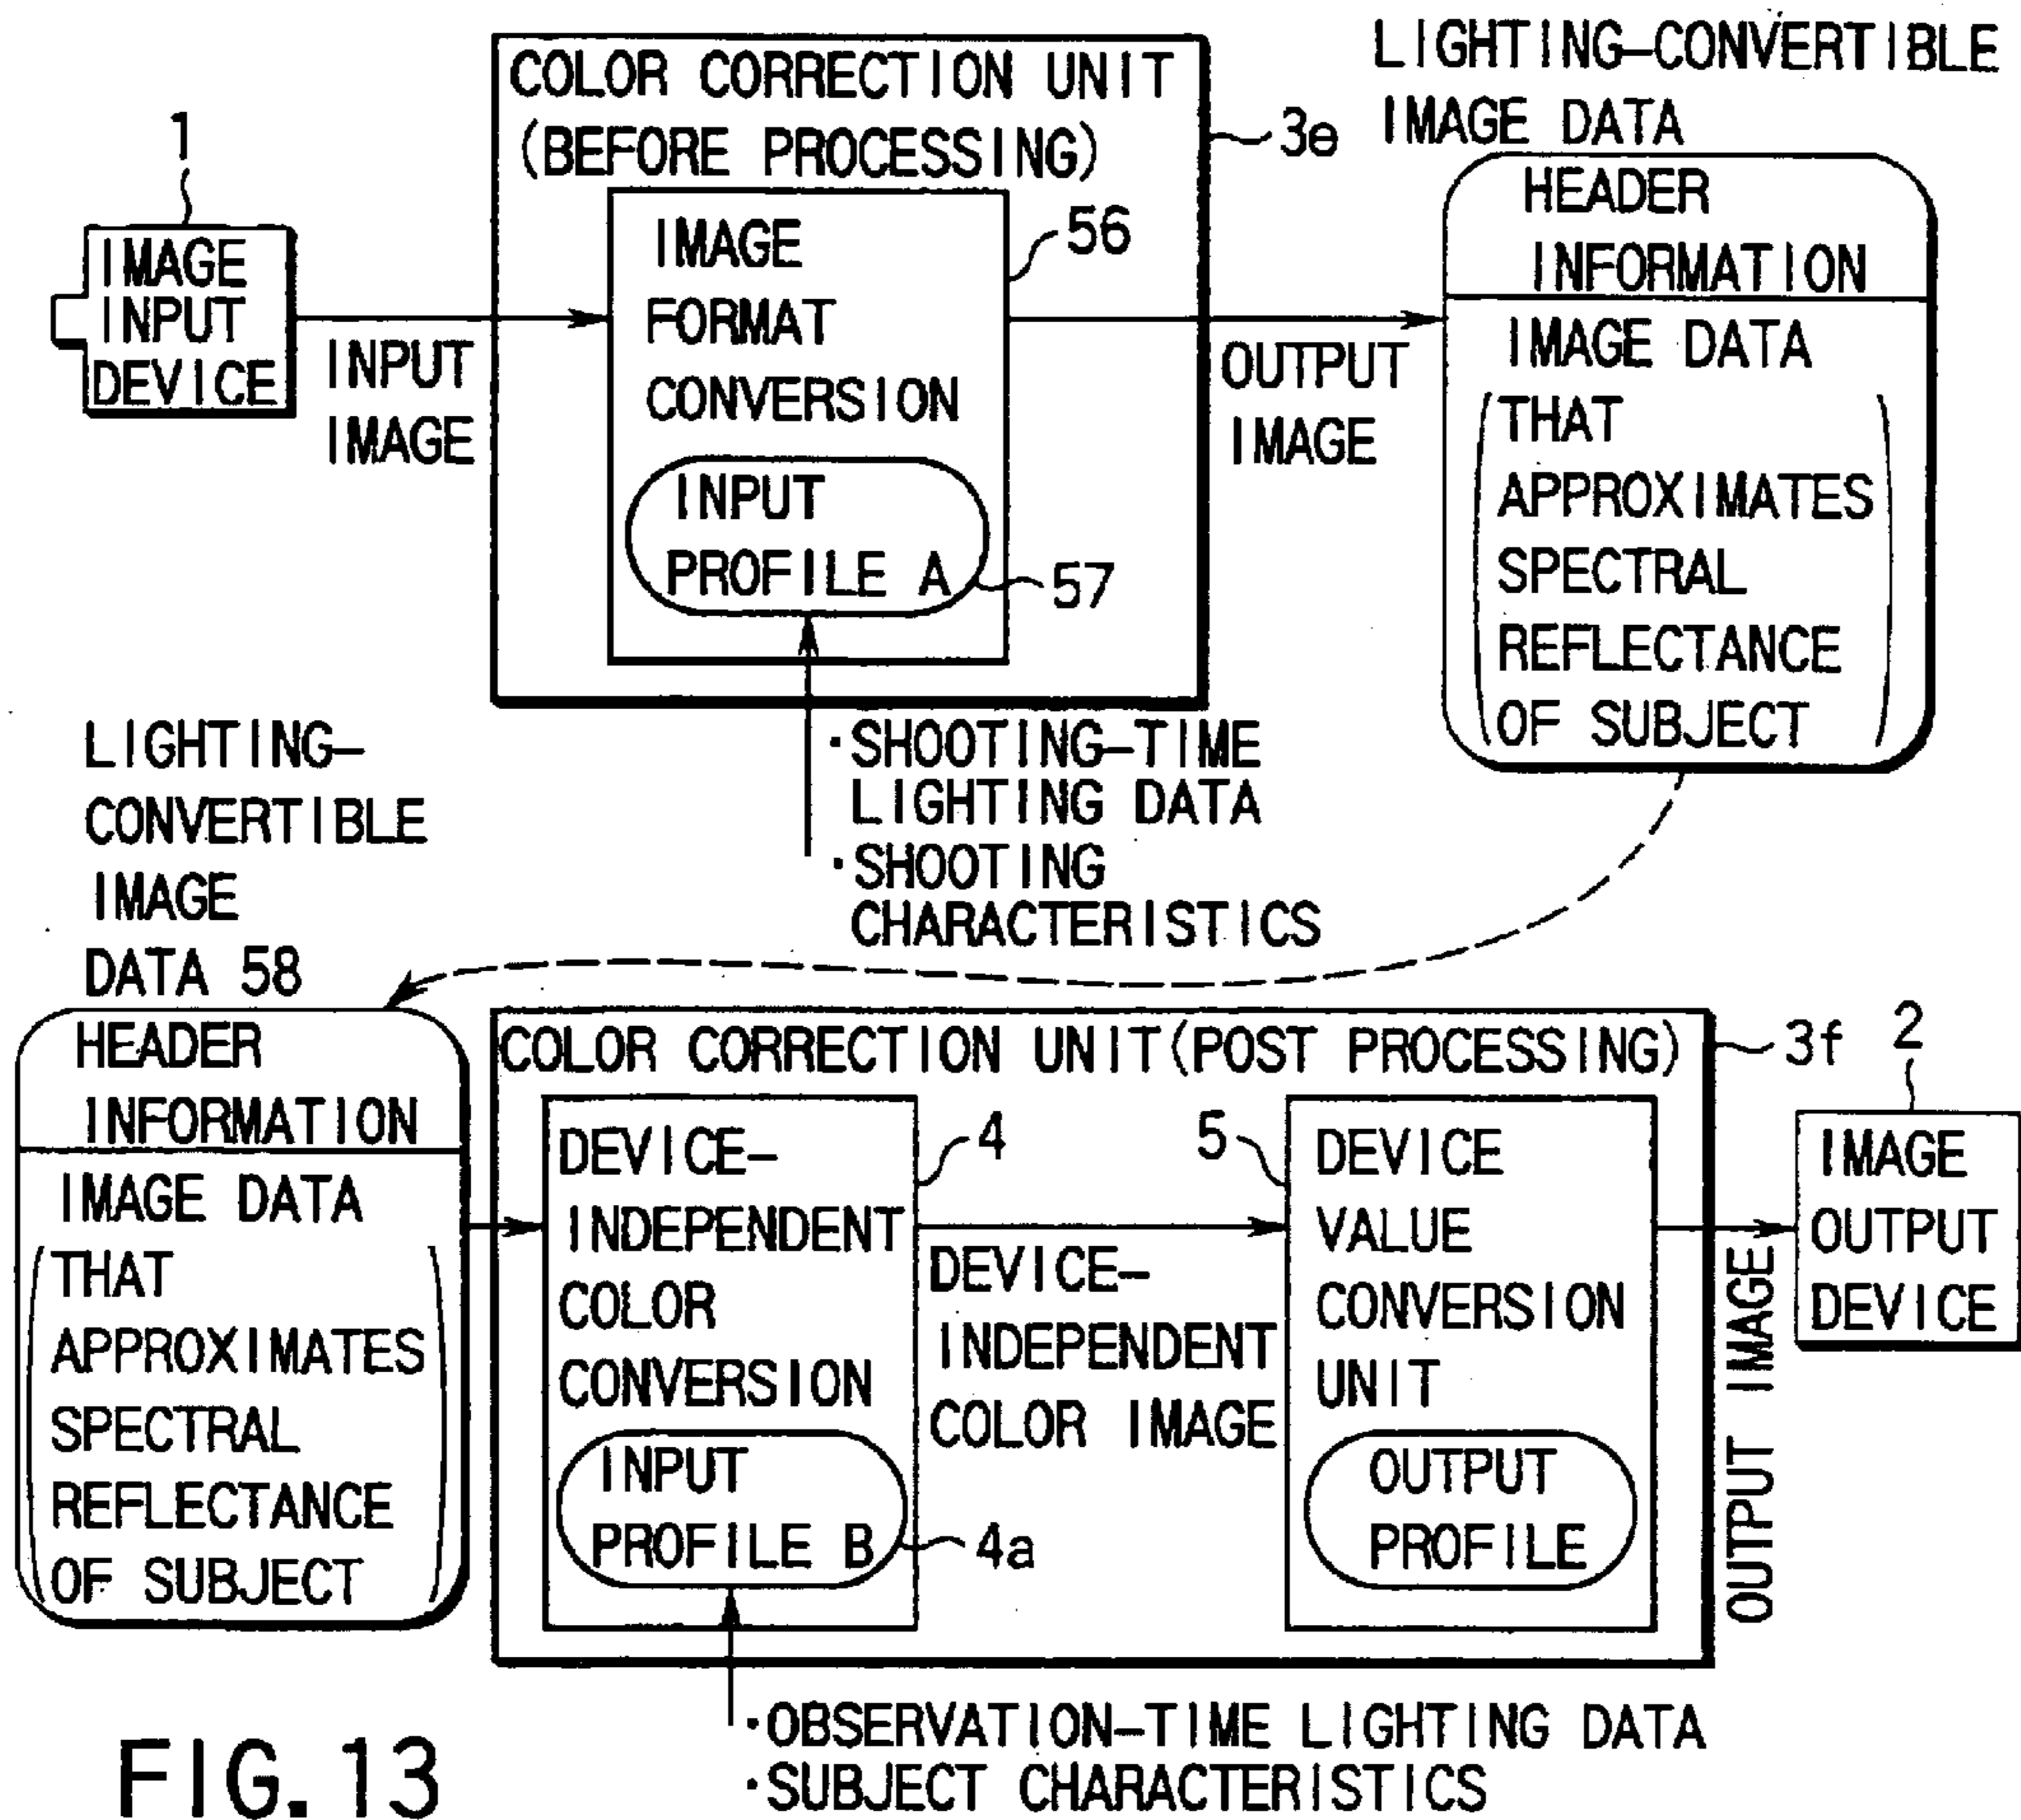 COLOR CORRECTION UNIT
(BEFORE PROCESSING)
3e
LIGHTING-CONVERTIBLE
IMAGE DATA
1
IMAGE
INPUT
DEVICE
INPUT
IMAGE
IMAGE
FORMAT
CONVERSION
56
INPUT
PROFILE A
57
OUTPUT
IMAGE
HEADER
INFORMATION
IMAGE DATA
(THAT
APPROXIMATES
SPECTRAL
REFLECTANCE
OF SUBJECT)
·SHOOTING-TIME
LIGHTING DATA
·SHOOTING
CHARACTERISTICS
LIGHTING-
CONVERTIBLE
IMAGE
DATA 58
HEADER
INFORMATION
IMAGE DATA
(THAT
APPROXIMATES
SPECTRAL
REFLECTANCE
OF SUBJECT)
COLOR CORRECTION UNIT(POST PROCESSING)
3f
2
DEVICE-
INDEPENDENT
COLOR
CONVERSION
4
INPUT
PROFILE B
4a
DEVICE-
INDEPENDENT
COLOR IMAGE
5
DEVICE
VALUE
CONVERSION
UNIT
OUTPUT
PROFILE
OUTPUT IMAGE
IMAGE
OUTPUT
DEVICE
·OBSERVATION-TIME LIGHTING DATA
·SUBJECT CHARACTERISTICS
FIG. 13